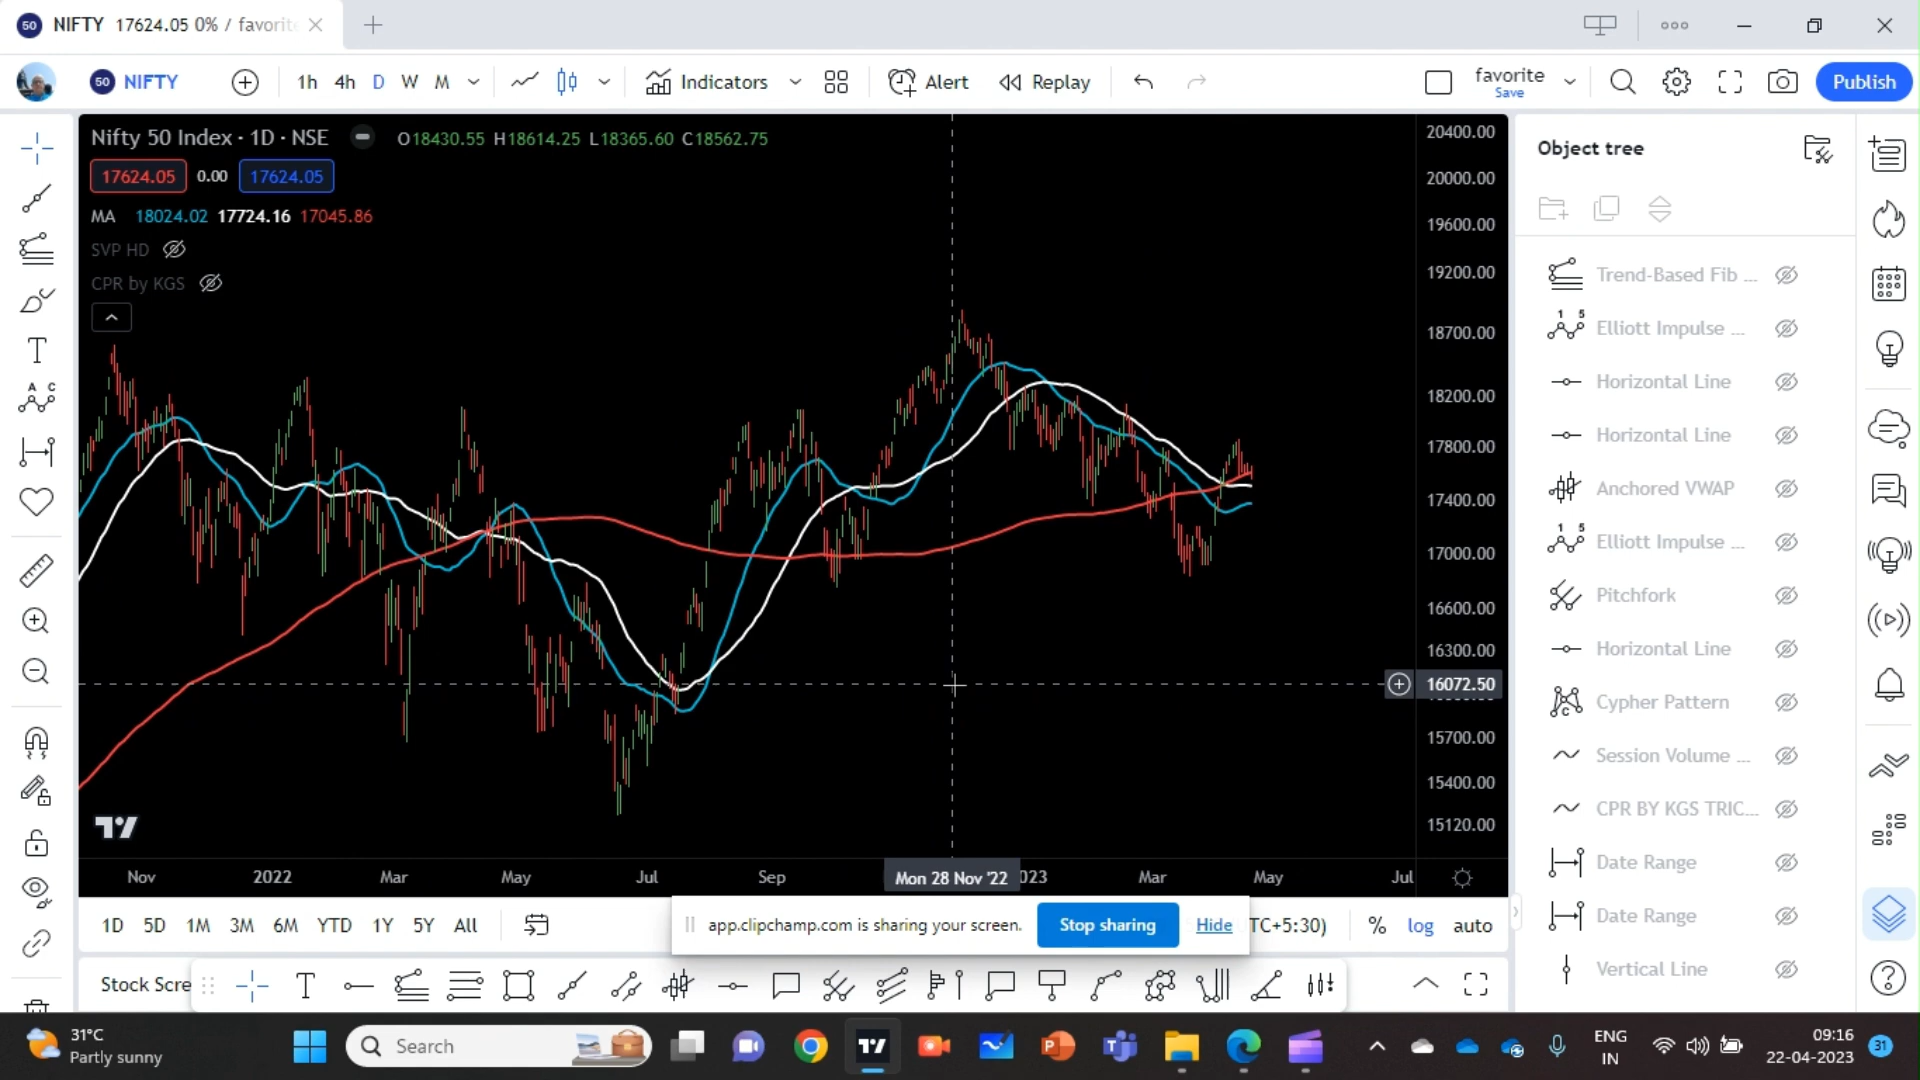 50 NIFTY 17624.05 0% / favorite
50 NIFTY 1h 4h D W M Indicators Alert Replay favorite Save Publish
Nifty 50 Index · 1D · NSE O18430.55 H18614.25 L18365.60 C18562.75
17624.05 0.00 17624.05
MA 18024.02 17724.16 17045.86
SVP HD
CPR by KGS
20400.00
20000.00
19600.00
19200.00
18700.00
18200.00
17800.00
17400.00
17000.00
16600.00
16300.00
16072.50
15700.00
15400.00
15120.00
Nov 2022 Mar May Jul Sep Mon 28 Nov '22 023 Mar May Jul
Object tree
Trend-Based Fib ...
1 5
Elliott Impulse ...
Horizontal Line
Horizontal Line
Anchored VWAP
1 5
Elliott Impulse ...
Pitchfork
Horizontal Line
Cypher Pattern
Session Volume ...
CPR BY KGS TRIC...
Date Range
Date Range
Vertical Line
T
A C
1D 5D 1M 3M 6M YTD 1Y 5Y All
app.clipchamp.com is sharing your screen. Stop sharing Hide
TC+5:30) % log auto
Stock Scre
T
31°C
Partly sunny
Search
ENG
IN
09:16
22-04-2023
31